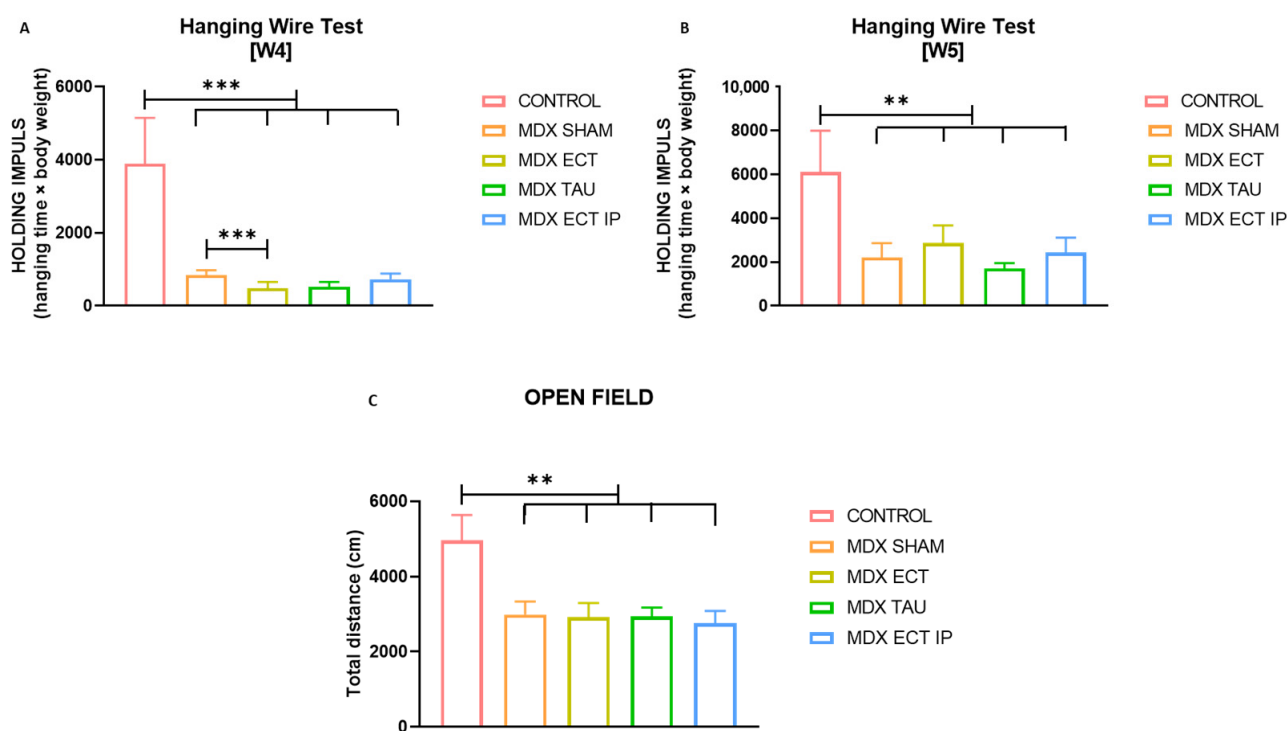 A
Hanging Wire Test
[W4]
HOLDING IMPULS
(hanging time × body weight)
6000
4000
2000
0
***
***
CONTROL
MDX SHAM
MDX ECT
MDX TAU
MDX ECT IP
B
Hanging Wire Test
[W5]
HOLDING IMPULS
(hanging time × body weight)
10,000
8000
6000
4000
2000
0
**
CONTROL
MDX SHAM
MDX ECT
MDX TAU
MDX ECT IP
C
OPEN FIELD
Total distance (cm)
6000
4000
2000
0
**
CONTROL
MDX SHAM
MDX ECT
MDX TAU
MDX ECT IP